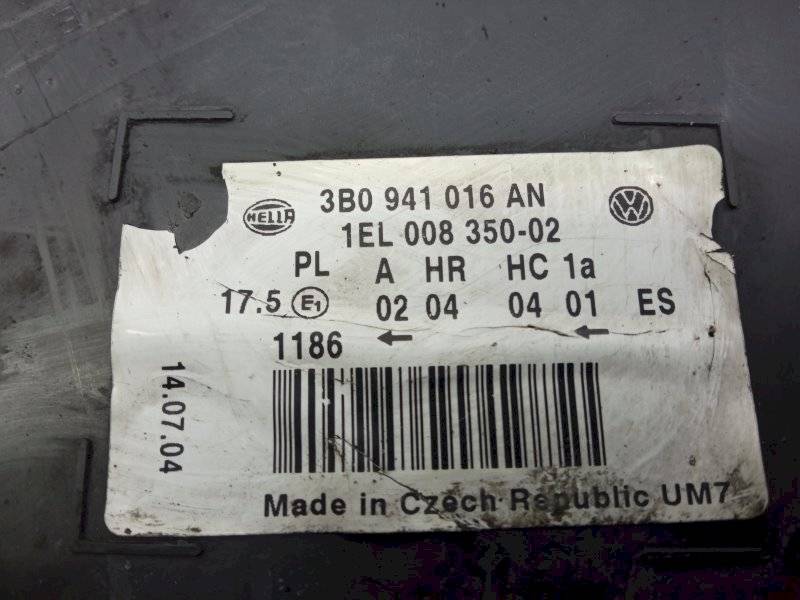 HELLA 3B0 941 016 AN VW
1EL 008 350-02
PL A HR HC 1a
17.5 E1 02 04 04 01 ES
1186 ← ←
14.07.04
Made in Czech Republic UM7